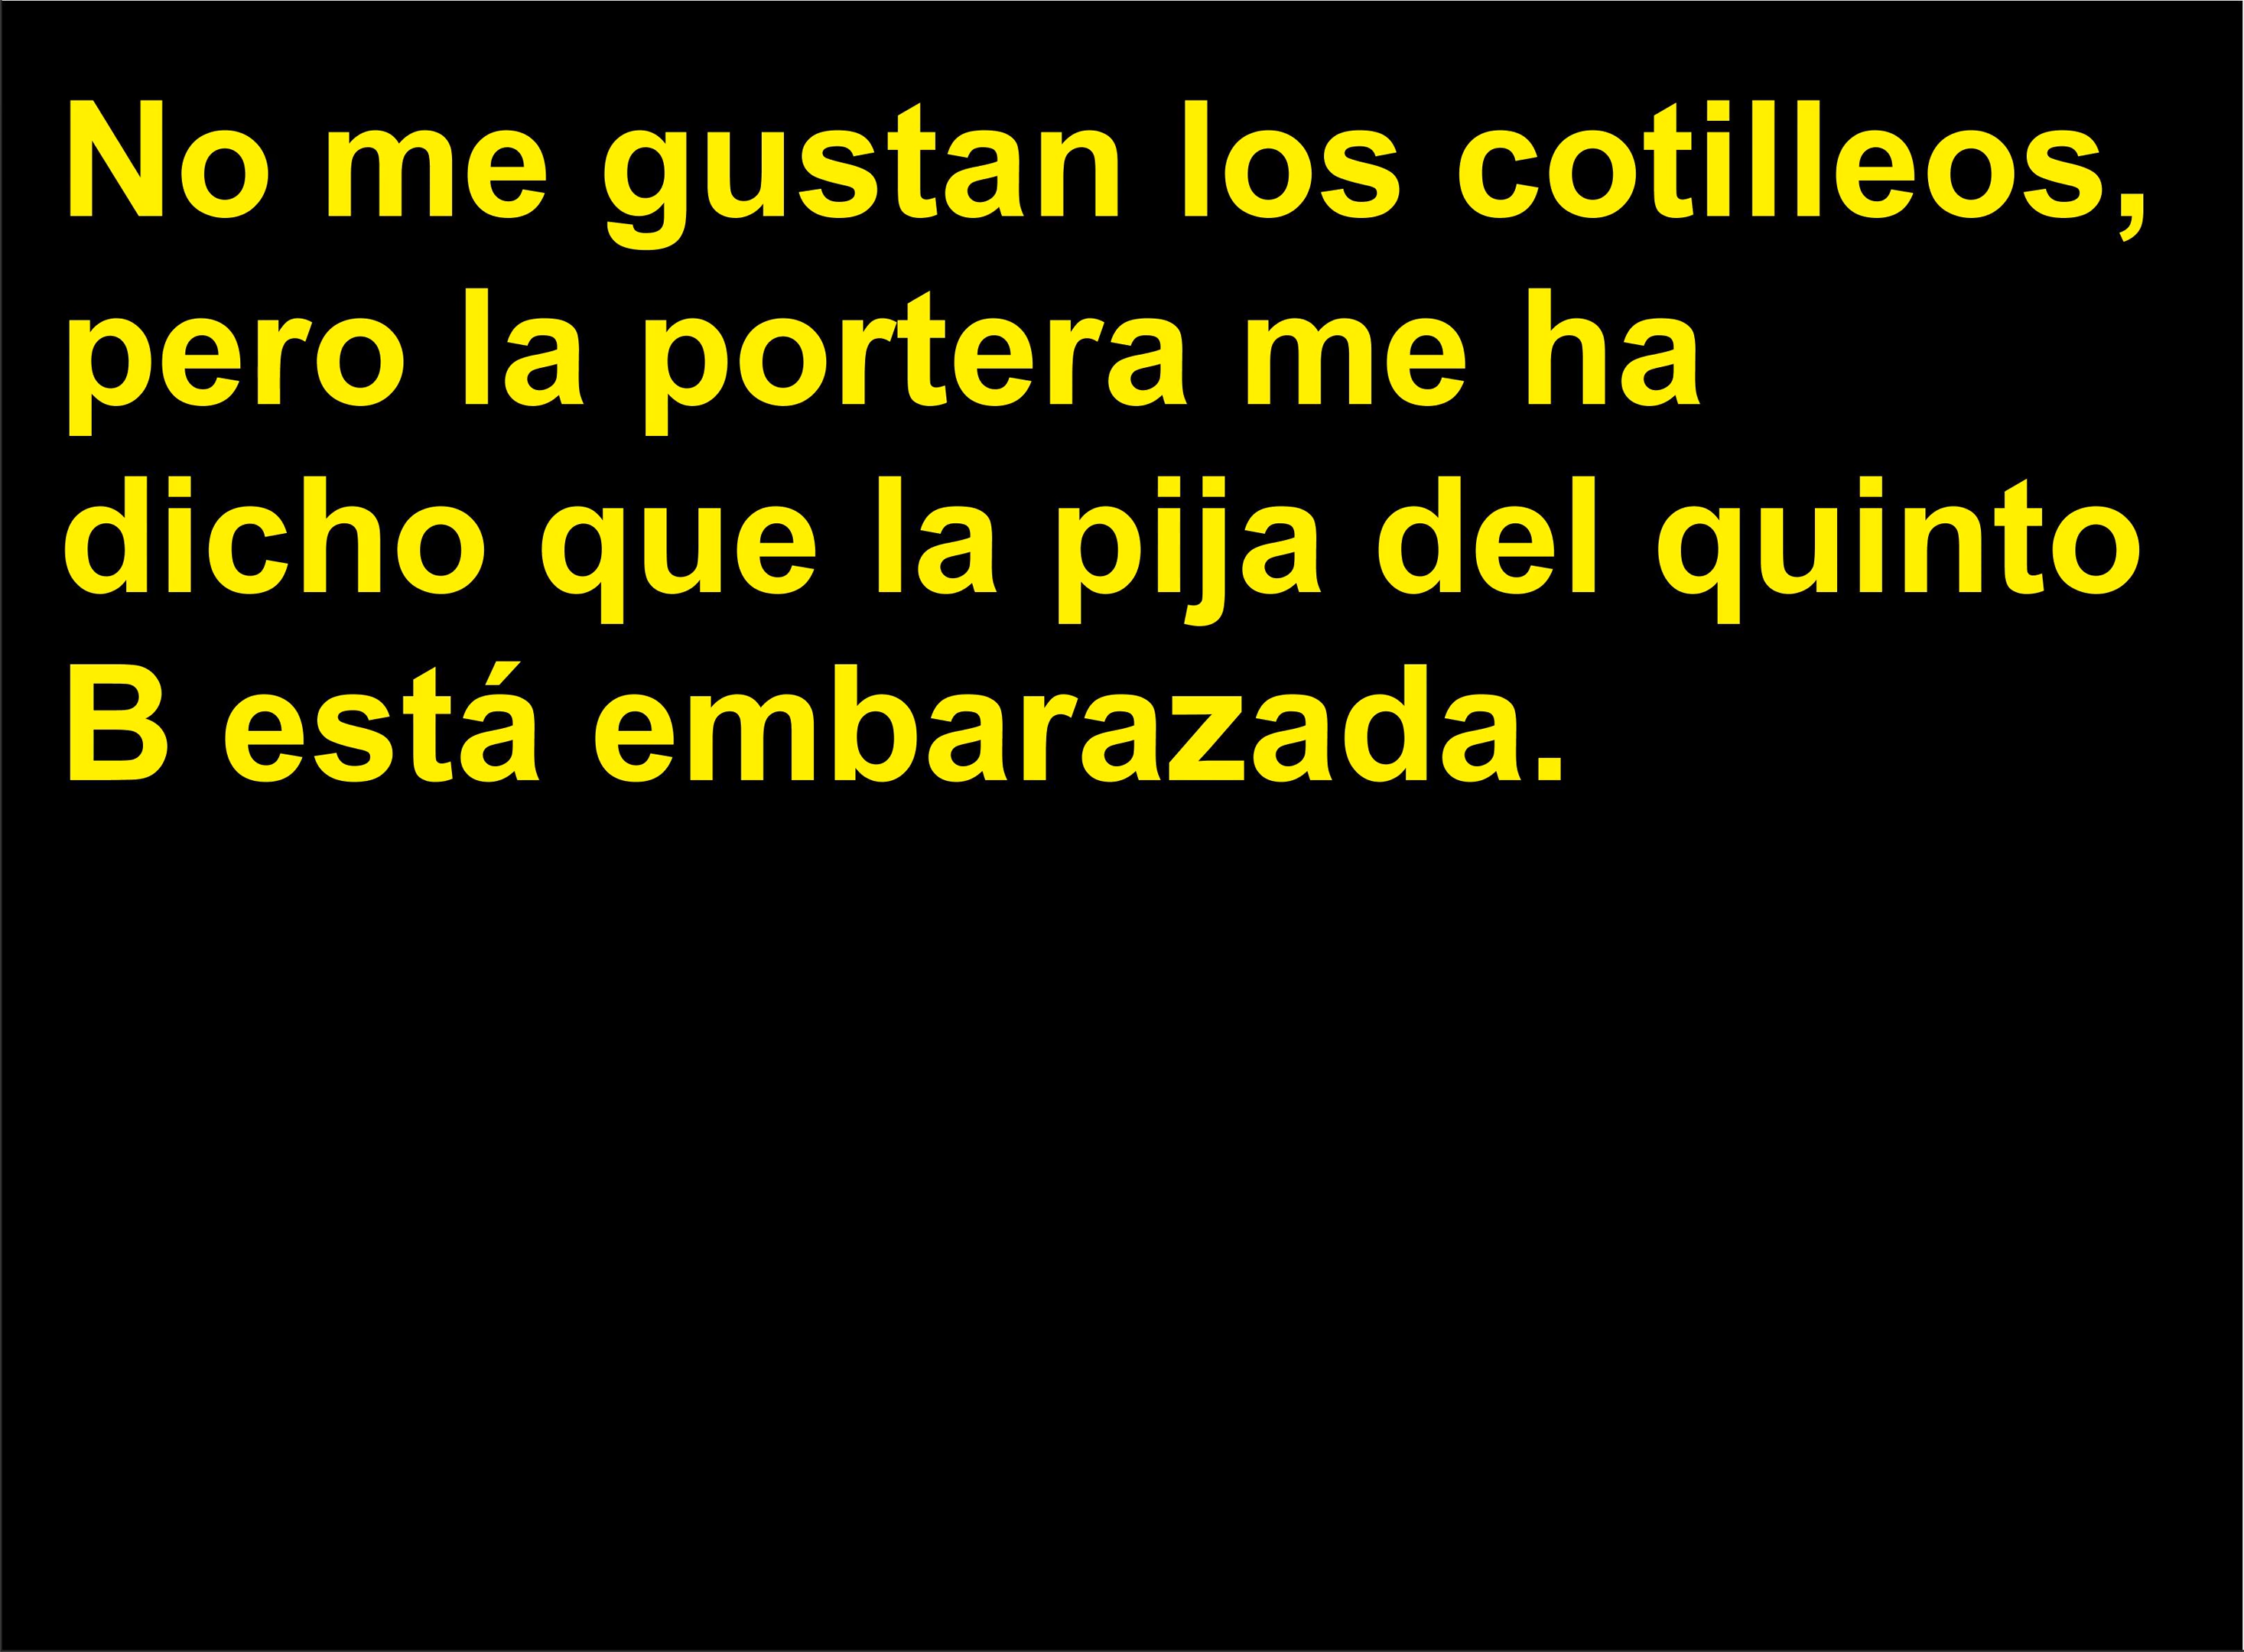 No me gustan los cotilleos,
pero la portera me ha
dicho que la pija del quinto
B está embarazada.